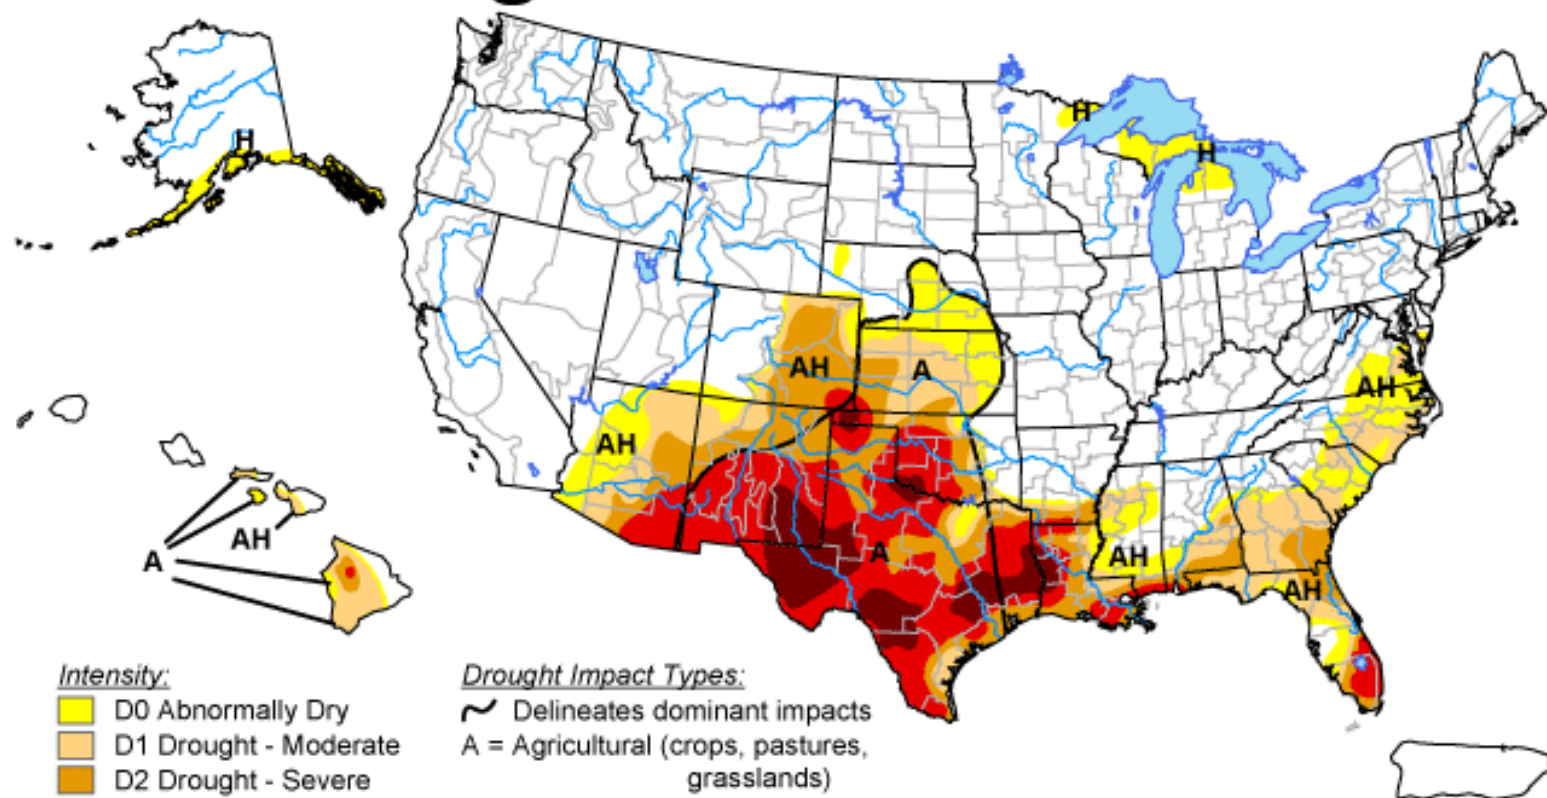 H
H
H
AH
A
AH
AH
A
AH
A
AH
AH
Intensity:
D0 Abnormally Dry
D1 Drought - Moderate
D2 Drought - Severe
Drought Impact Types:
Delineates dominant impacts
A = Agricultural (crops, pastures,
grasslands)